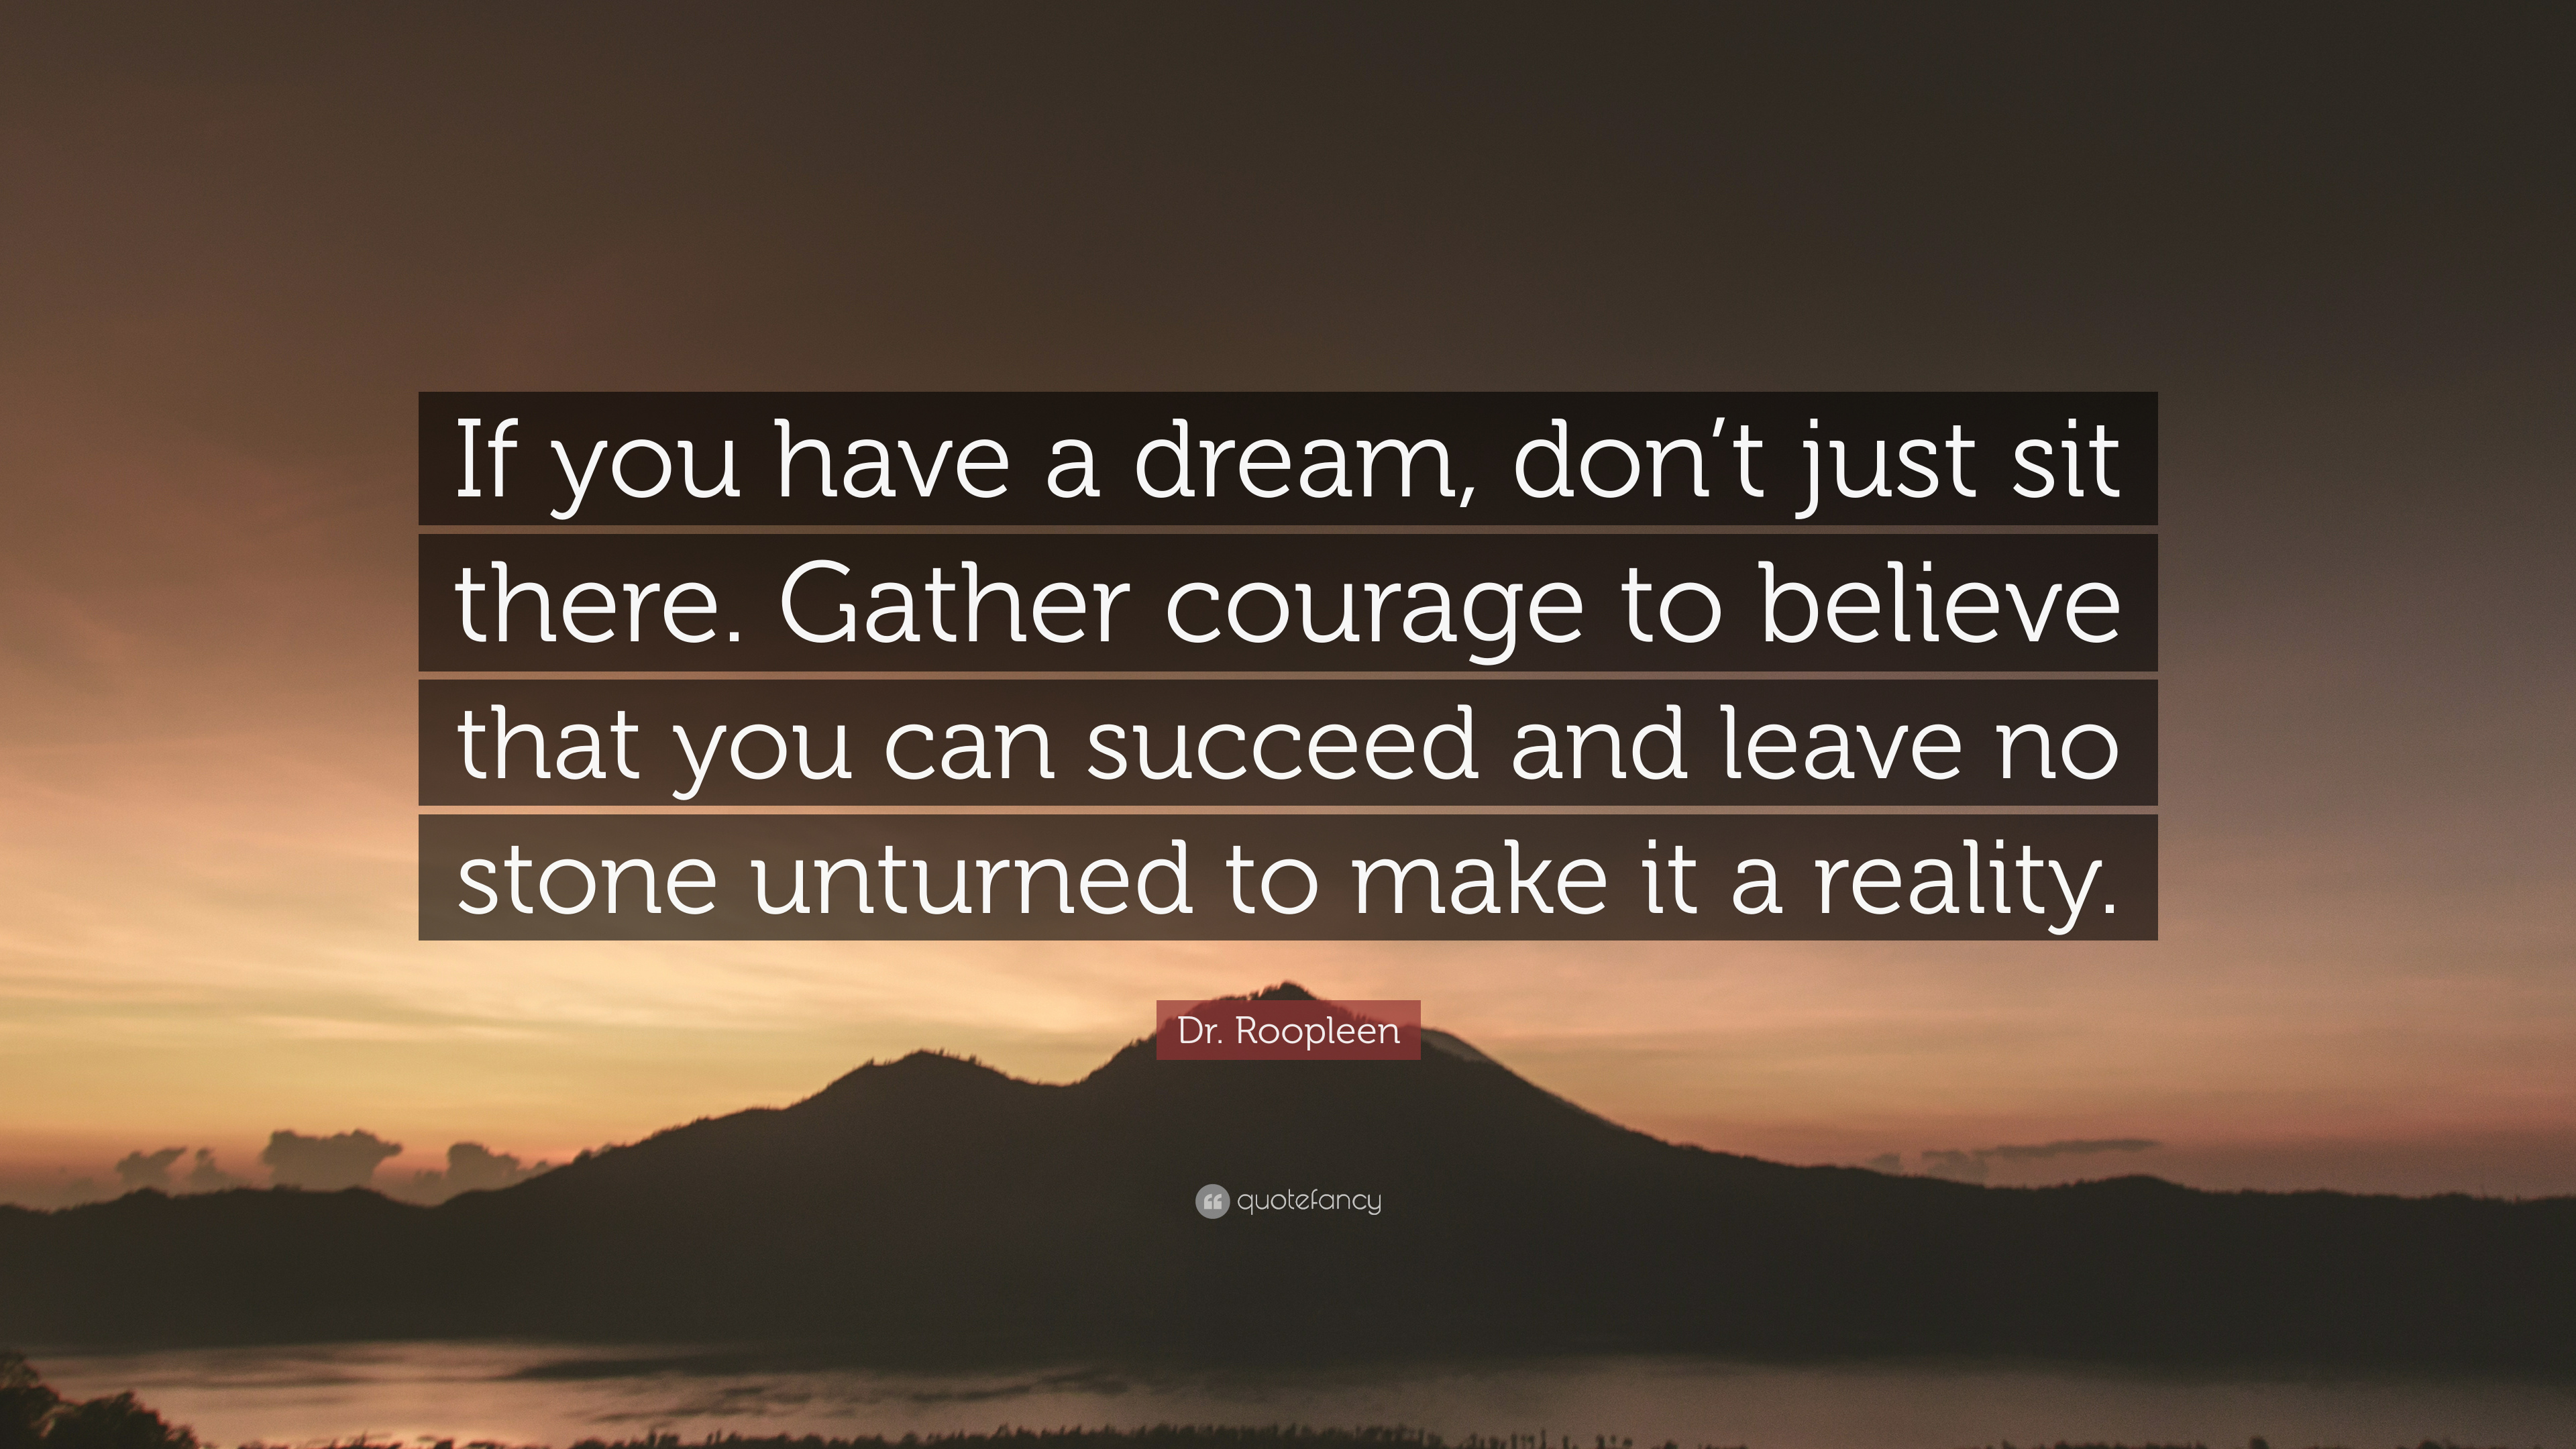 If you have a dream, don’t just sit
there. Gather courage to believe
that you can succeed and leave no
stone unturned to make it a reality.
Dr. Roopleen
quotefancy